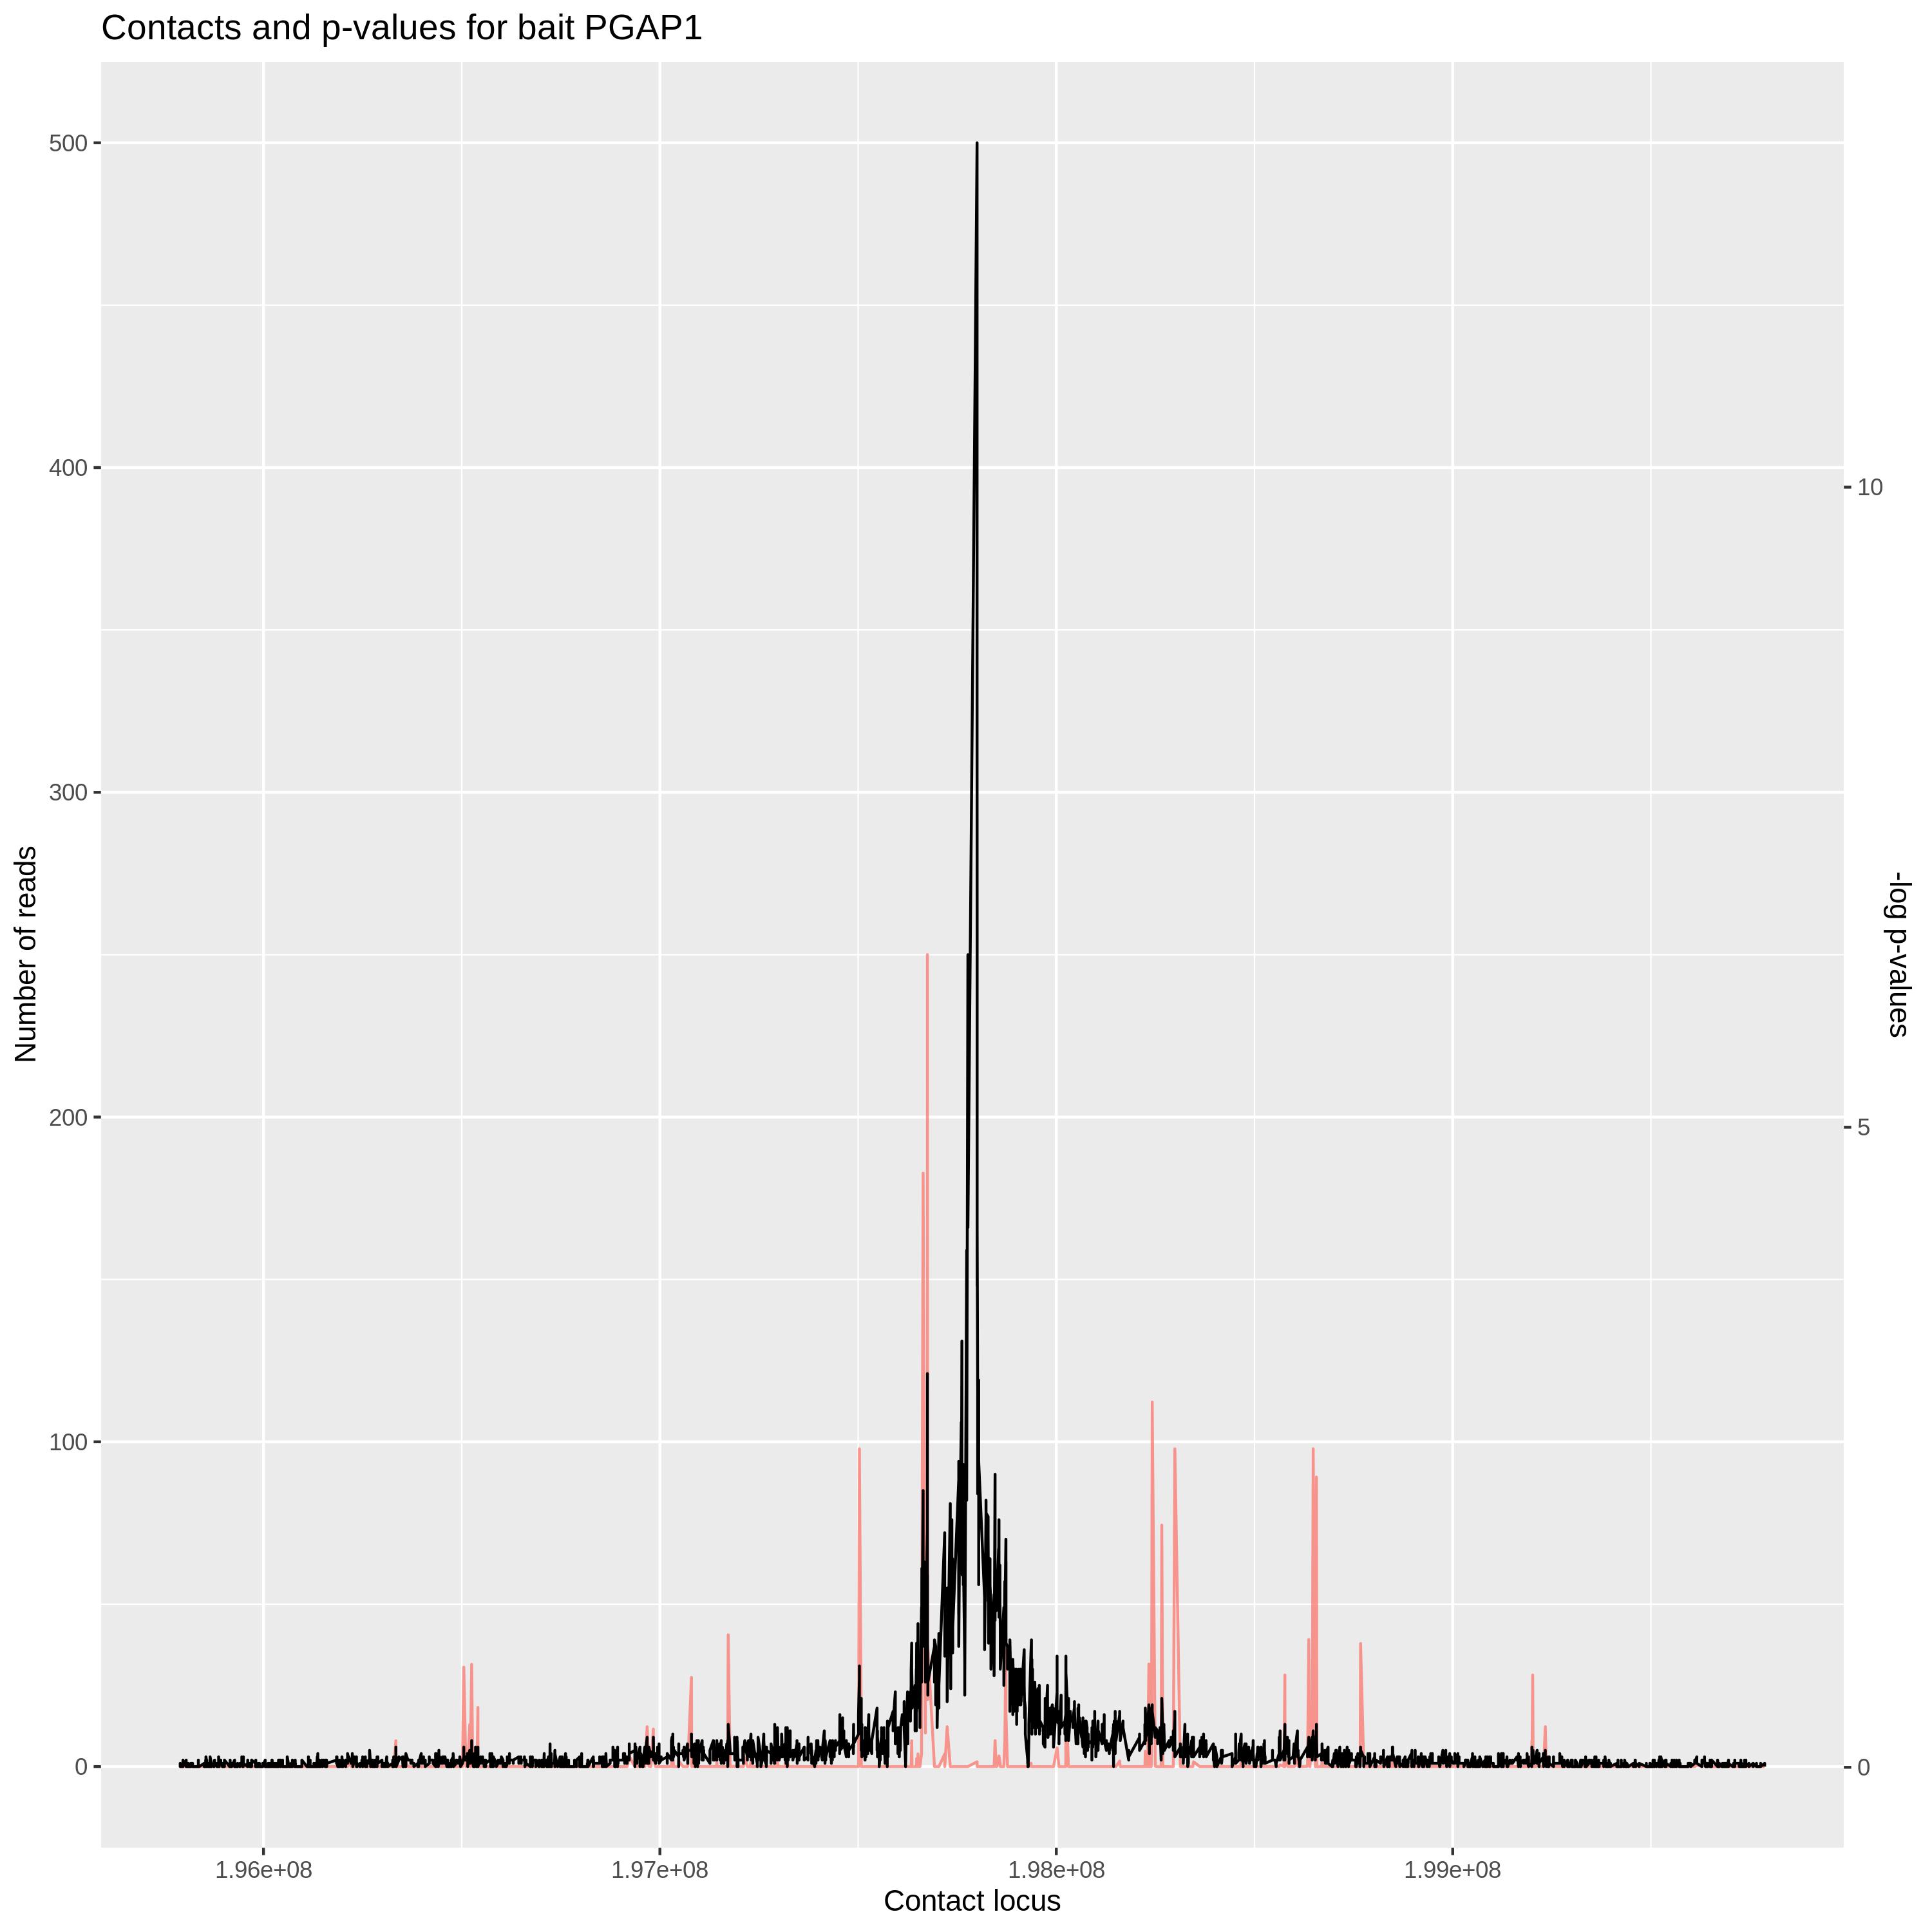 Contacts and p-values for bait PGAP1
500
400
300
200
100
0
Number of reads
10
5
0
-log p-values
1.96e+08
1.97e+08
1.98e+08
1.99e+08
Contact locus